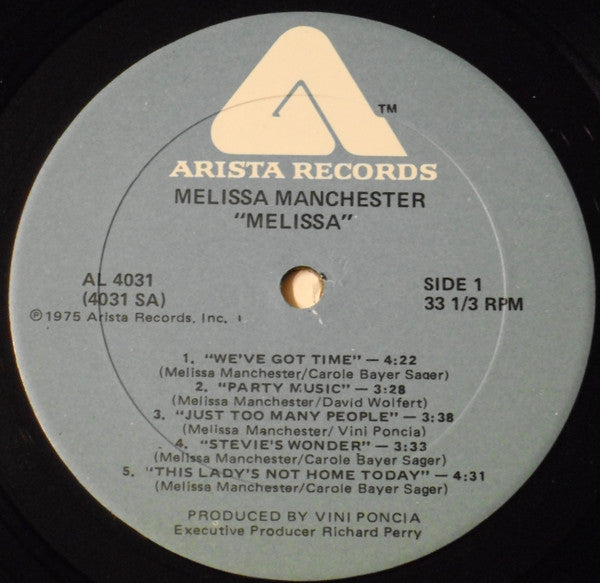 TM
ARISTA RECORDS
MELISSA MANCHESTER
"MELISSA"
AL 4031
(4031 SA)
℗1975 Arista Records, Inc.
SIDE 1
33 1/3 RPM
1. "WE'VE GOT TIME" — 4:22
(Melissa Manchester/Carole Bayer Sager)
2. "PARTY MUSIC" — 3:28
(Melissa Manchester/David Wolfert)
3. "JUST TOO MANY PEOPLE" — 3:38
(Melissa Manchester/ Vini Poncia)
4. "STEVIE'S WONDER" — 3:33
(Melissa Manchester/Carole Bayer Sager)
5. "THIS LADY'S NOT HOME TODAY" — 4:31
(Melissa Manchester/Carole Bayer Sager)
PRODUCED BY VINI PONCIA
Executive Producer Richard Perry